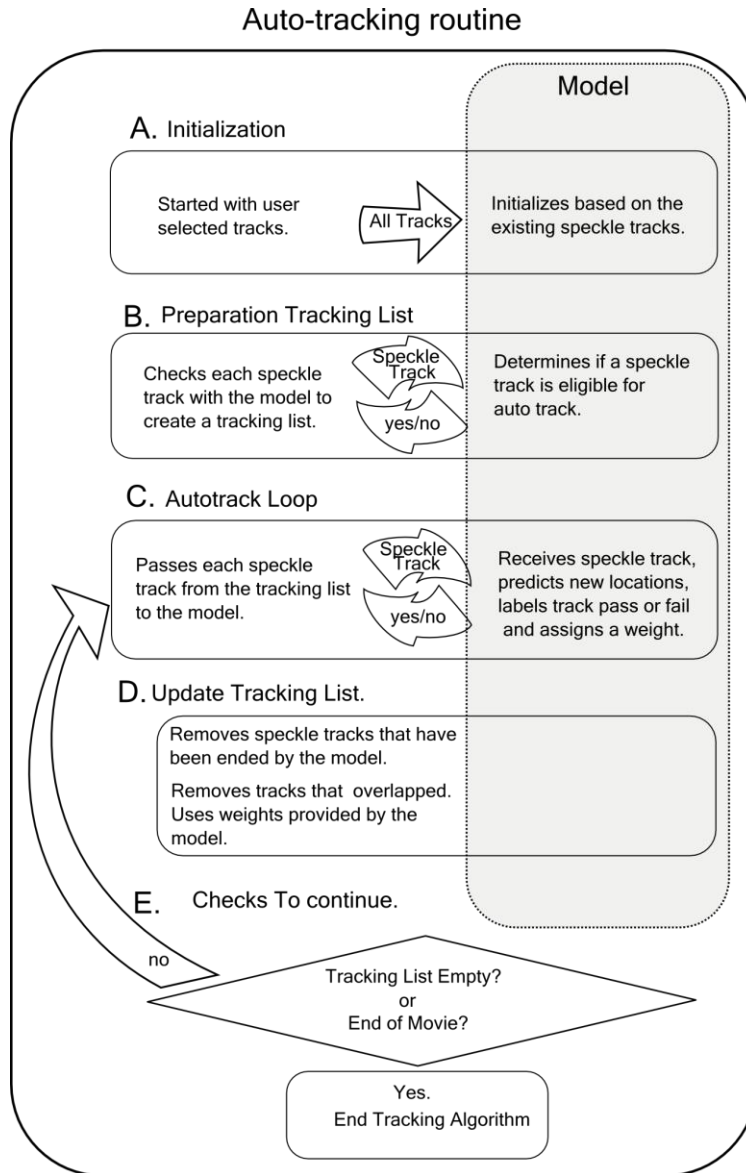 Auto-tracking routine
Model
A. Initialization
Started with user
selected tracks.
All Tracks
Initializes based on the
existing speckle tracks.
B. Preparation Tracking List
Checks each speckle
track with the model to
create a tracking list.
Speckle
Track
yes/no
Determines if a speckle
track is eligible for
auto track.
C. Autotrack Loop
Passes each speckle
track from the tracking list
to the model.
Speckle
Track
yes/no
Receives speckle track,
predicts new locations,
labels track pass or fail
and assigns a weight.
D. Update Tracking List.
Removes speckle tracks that have
been ended by the model.
Removes tracks that overlapped.
Uses weights provided by the
model.
E. Checks To continue.
no
Tracking List Empty?
or
End of Movie?
Yes.
End Tracking Algorithm